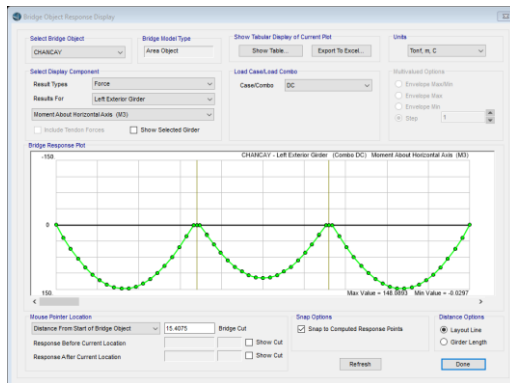 Bridge Object Response Display
Select Bridge Object
CHANCAY
Bridge Model Type
Area Object
Show Tabular Display of Current Plot
Show Table...
Export To Excel...
Units
Tonf, m, C
Select Display Component
Result Types
Force
Results For
Left Exterior Girder
Moment About Horizontal Axis (M3)
Include Tendon Forces
Show Selected Girder
Load Case/Load Combo
Case/Combo
DC
Multivalued Options
Envelope Max/Min
Envelope Max
Envelope Min
Step
1
Bridge Response Plot
-150.
CHANCAY - Left Exterior Girder (Combo DC) Moment About Horizontal Axis (M3)
0
150.
Max Value = 148.9893 Min Value = -0.0297
Mouse Pointer Location
Distance From Start of Bridge Object
15.4075
Bridge Cut
Response Before Current Location
Show Cut
Response After Current Location
Show Cut
Snap Options
Snap to Computed Response Points
Distance Options
Layout Line
Girder Length
Refresh
Done